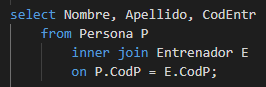 select Nombre, Apellido, CodEntr
from Persona P
inner join Entrenador E
on P.CodP = E.CodP;